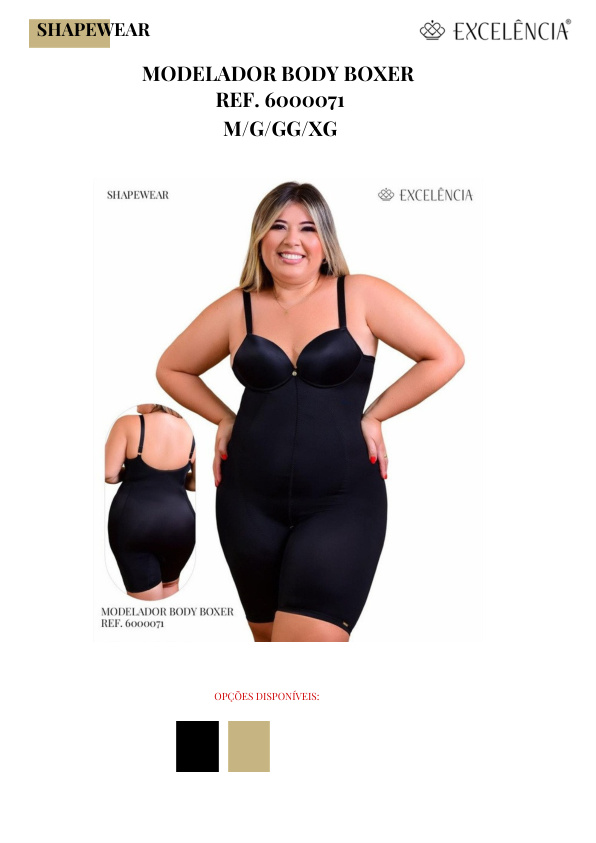 SHAPEWEAR
EXCELÊNCIA®
MODELADOR BODY BOXER
REF. 6000071
M/G/GG/XG
SHAPEWEAR
EXCELÊNCIA
MODELADOR BODY BOXER
REF. 6000071
OPÇÕES DISPONÍVEIS: